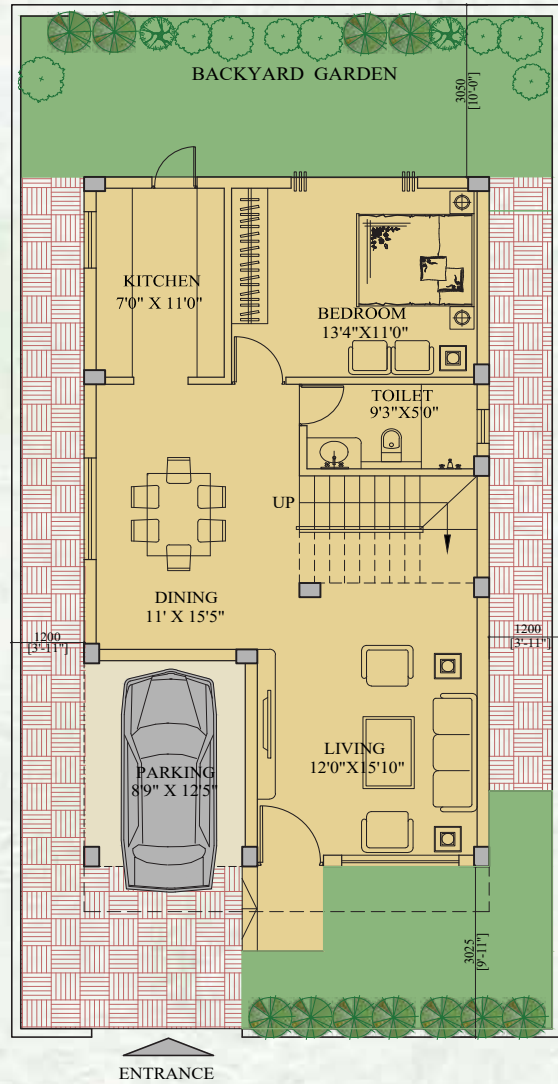 BACKYARD GARDEN
3050
[10'-0"]
KITCHEN
7'0" X 11'0"
BEDROOM
13'4"X11'0"
TOILET
9'3"X5'0"
UP
DINING
11' X 15'5"
1200
[3'-11"]
1200
[3'-11"]
LIVING
12'0"X15'10"
PARKING
8'9" X 12'5"
3025
[9'-11"]
ENTRANCE